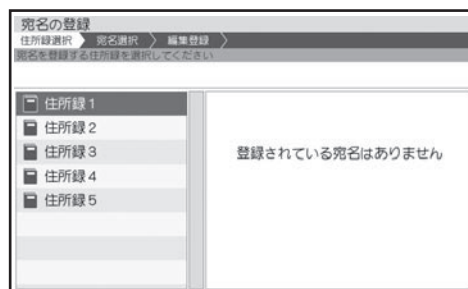 宛名の登録
住所録選択 宛名選択 編集登録
宛名を登録する住所録を選択してください
住所録1
住所録2
住所録3
住所録4
住所録5
登録されている宛名はありません